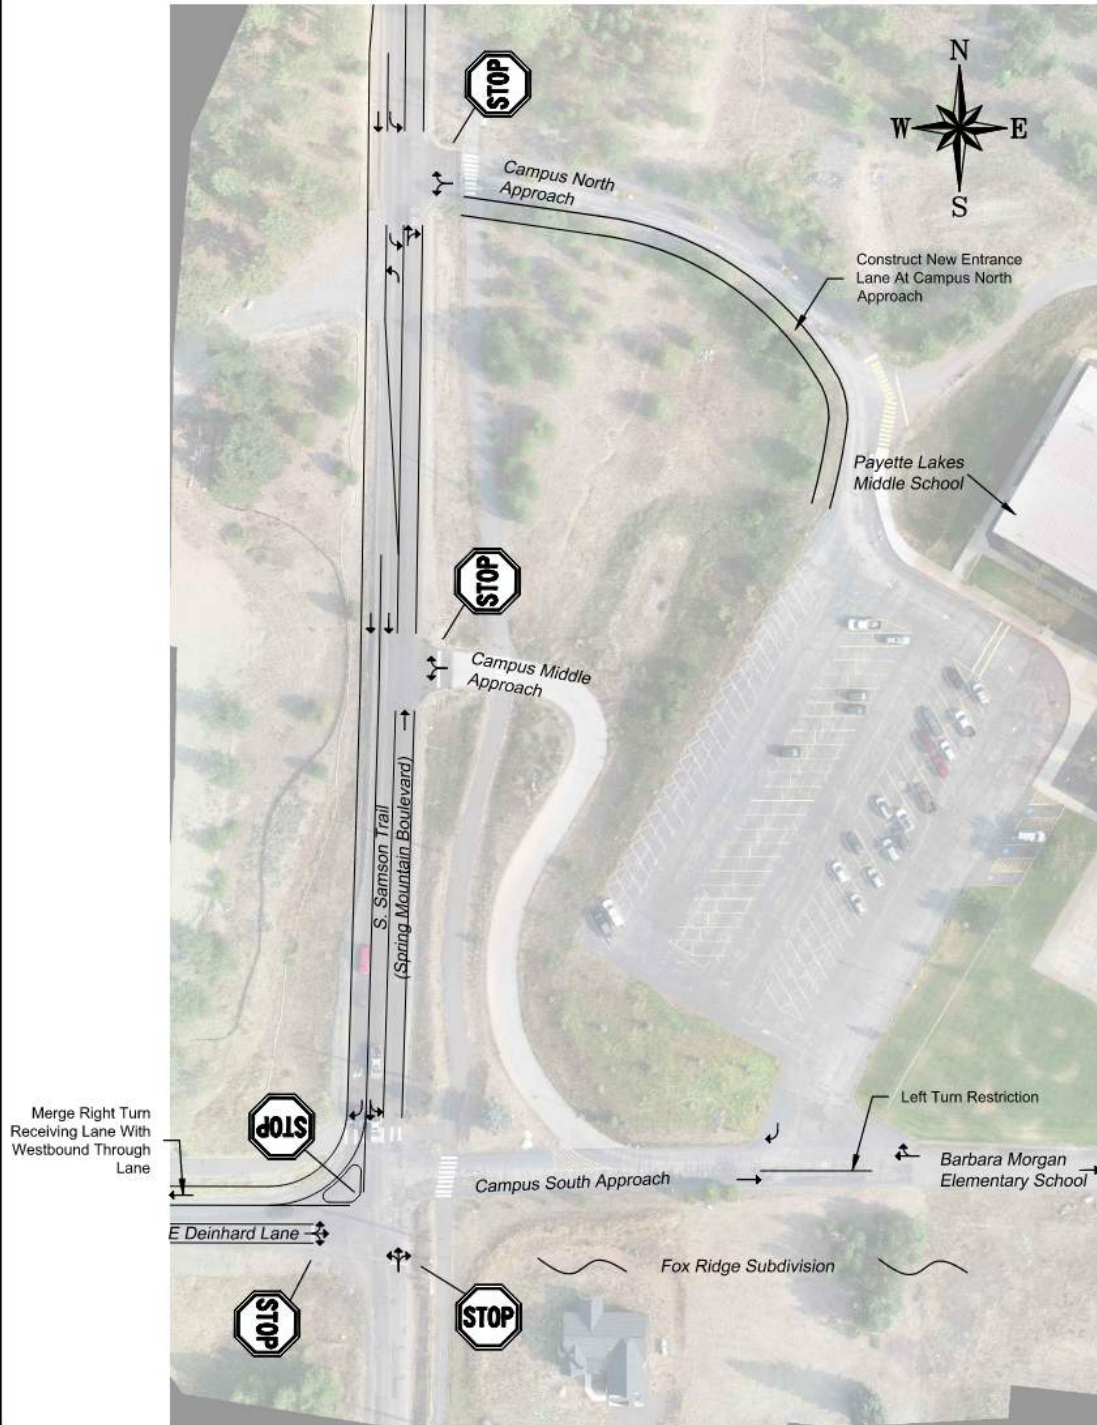 STOP
N
W
E
S
Campus North
Approach
Construct New Entrance
Lane At Campus North
Approach
Payette Lakes
Middle School
STOP
Campus Middle
Approach
S. Samson Trail
(Spring Mountain Boulevard)
Merge Right Turn
Receiving Lane With
Westbound Through
Lane
STOP
Left Turn Restriction
Campus South Approach
Barbara Morgan
Elementary School
E Deinhard Lane
Fox Ridge Subdivision
STOP
STOP